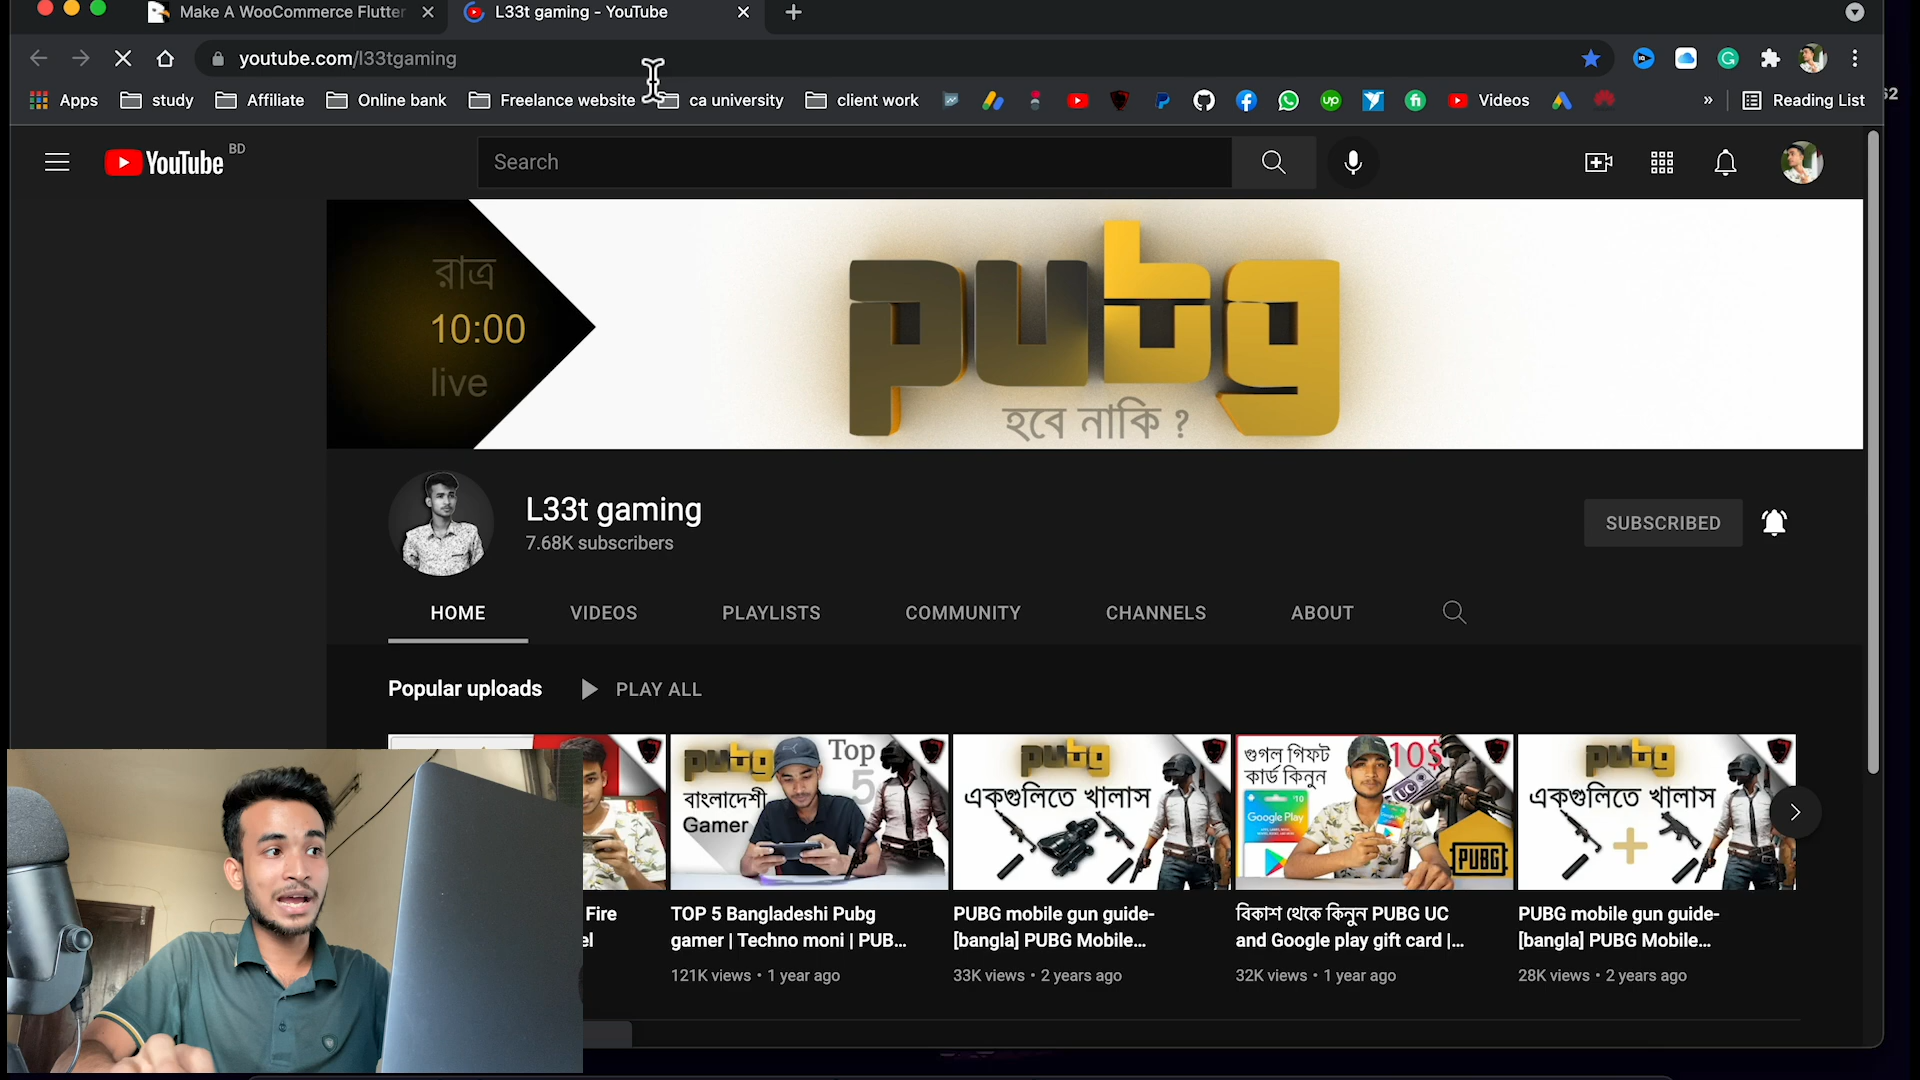 Make A WooCommerce Flutter
L33t gaming - YouTube
youtube.com/l33tgaming
Apps
study
Affiliate
Online bank
Freelance website
ca university
client work
Videos
Reading List
YouTube BD
Search
রাত্র
10:00
live
pubg
হবে নাকি ?
L33t gaming
7.68K subscribers
SUBSCRIBED
HOME
VIDEOS
PLAYLISTS
COMMUNITY
CHANNELS
ABOUT
Popular uploads
PLAY ALL
pubg
Top
5
বাংলাদেশী
Gamer
pubg
একগুলিতে খালাস
গুগল গিফট
কার্ড কিনুন
10$
Google Play
PUBG
pubg
একগুলিতে খালাস
Fire
el
TOP 5 Bangladeshi Pubg
gamer | Techno moni | PUB...
121K views • 1 year ago
PUBG mobile gun guide-
[bangla] PUBG Mobile...
33K views • 2 years ago
বিকাশ থেকে কিনুন PUBG UC
and Google play gift card |...
32K views • 1 year ago
PUBG mobile gun guide-
[bangla] PUBG Mobile...
28K views • 2 years ago